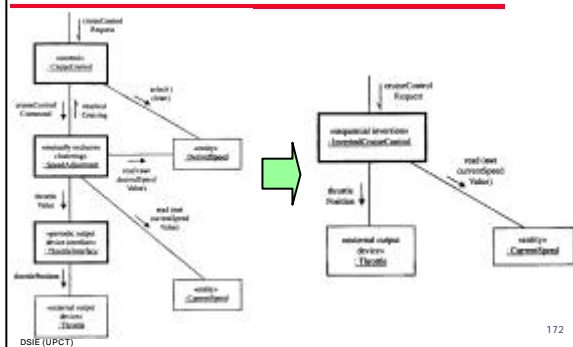 cruiseControl
Request
«control»
: CruiseControl
select ( )
clear( )
cruiseControl
Command
reached
Cruising
«mutually exclusive
clustering»
: SpeedAdjustment
read (out
desiredSpeed
Value)
«entity»
: DesiredSpeed
throttle
Value
read (out
currentSpeed
Value)
«periodic output
device interface»
: ThrottleInterface
throttlePosition
«external output
device»
: Throttle
«entity»
: CurrentSpeed
cruiseControl
Request
«sequential inversion»
: InvertedCruiseControl
throttle
Position
read (out
currentSpeed
Value)
«external output
device»
: Throttle
«entity»
: CurrentSpeed
DSIE (UPCT)
172